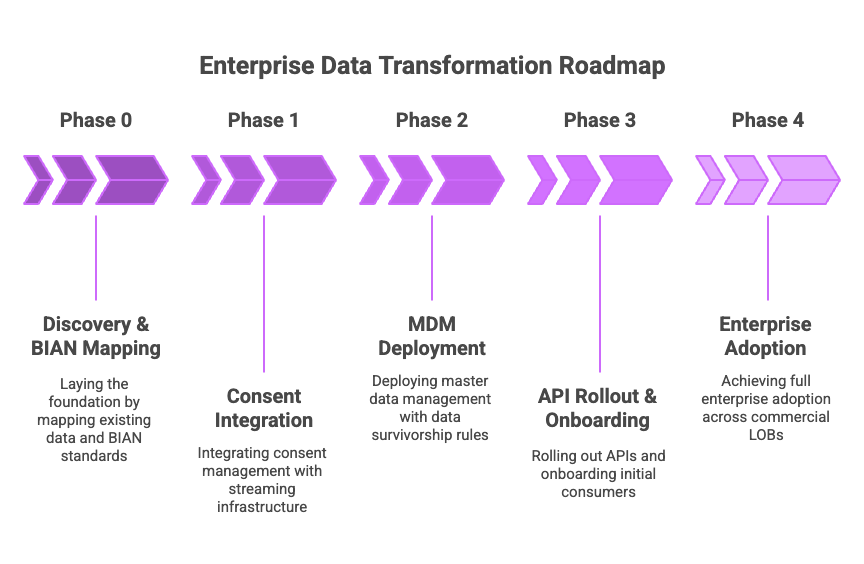 Enterprise Data Transformation Roadmap
Phase 0
Phase 1
Phase 2
Phase 3
Phase 4
Discovery &
BIAN Mapping
Laying the
foundation by
mapping existing
data and BIAN
standards
Consent
Integration
Integrating consent
management with
streaming
infrastructure
MDM
Deployment
Deploying master
data management
with data
survivorship rules
API Rollout &
Onboarding
Rolling out APIs and
onboarding initial
consumers
Enterprise
Adoption
Achieving full
enterprise adoption
across commercial
LOBs